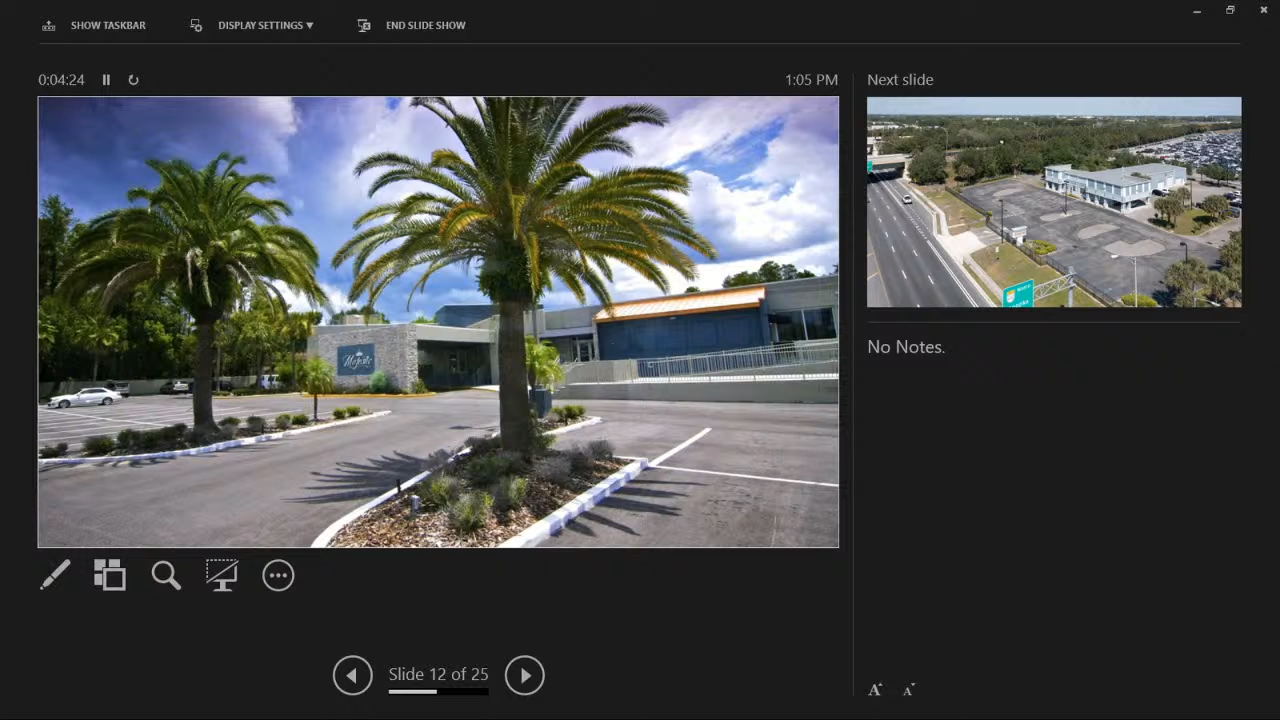 SHOW TASKBAR
DISPLAY SETTINGS ▼
END SLIDE SHOW
0:04:24
1:05 PM
Next slide
Majestic
No Notes.
Slide 12 of 25
A
A